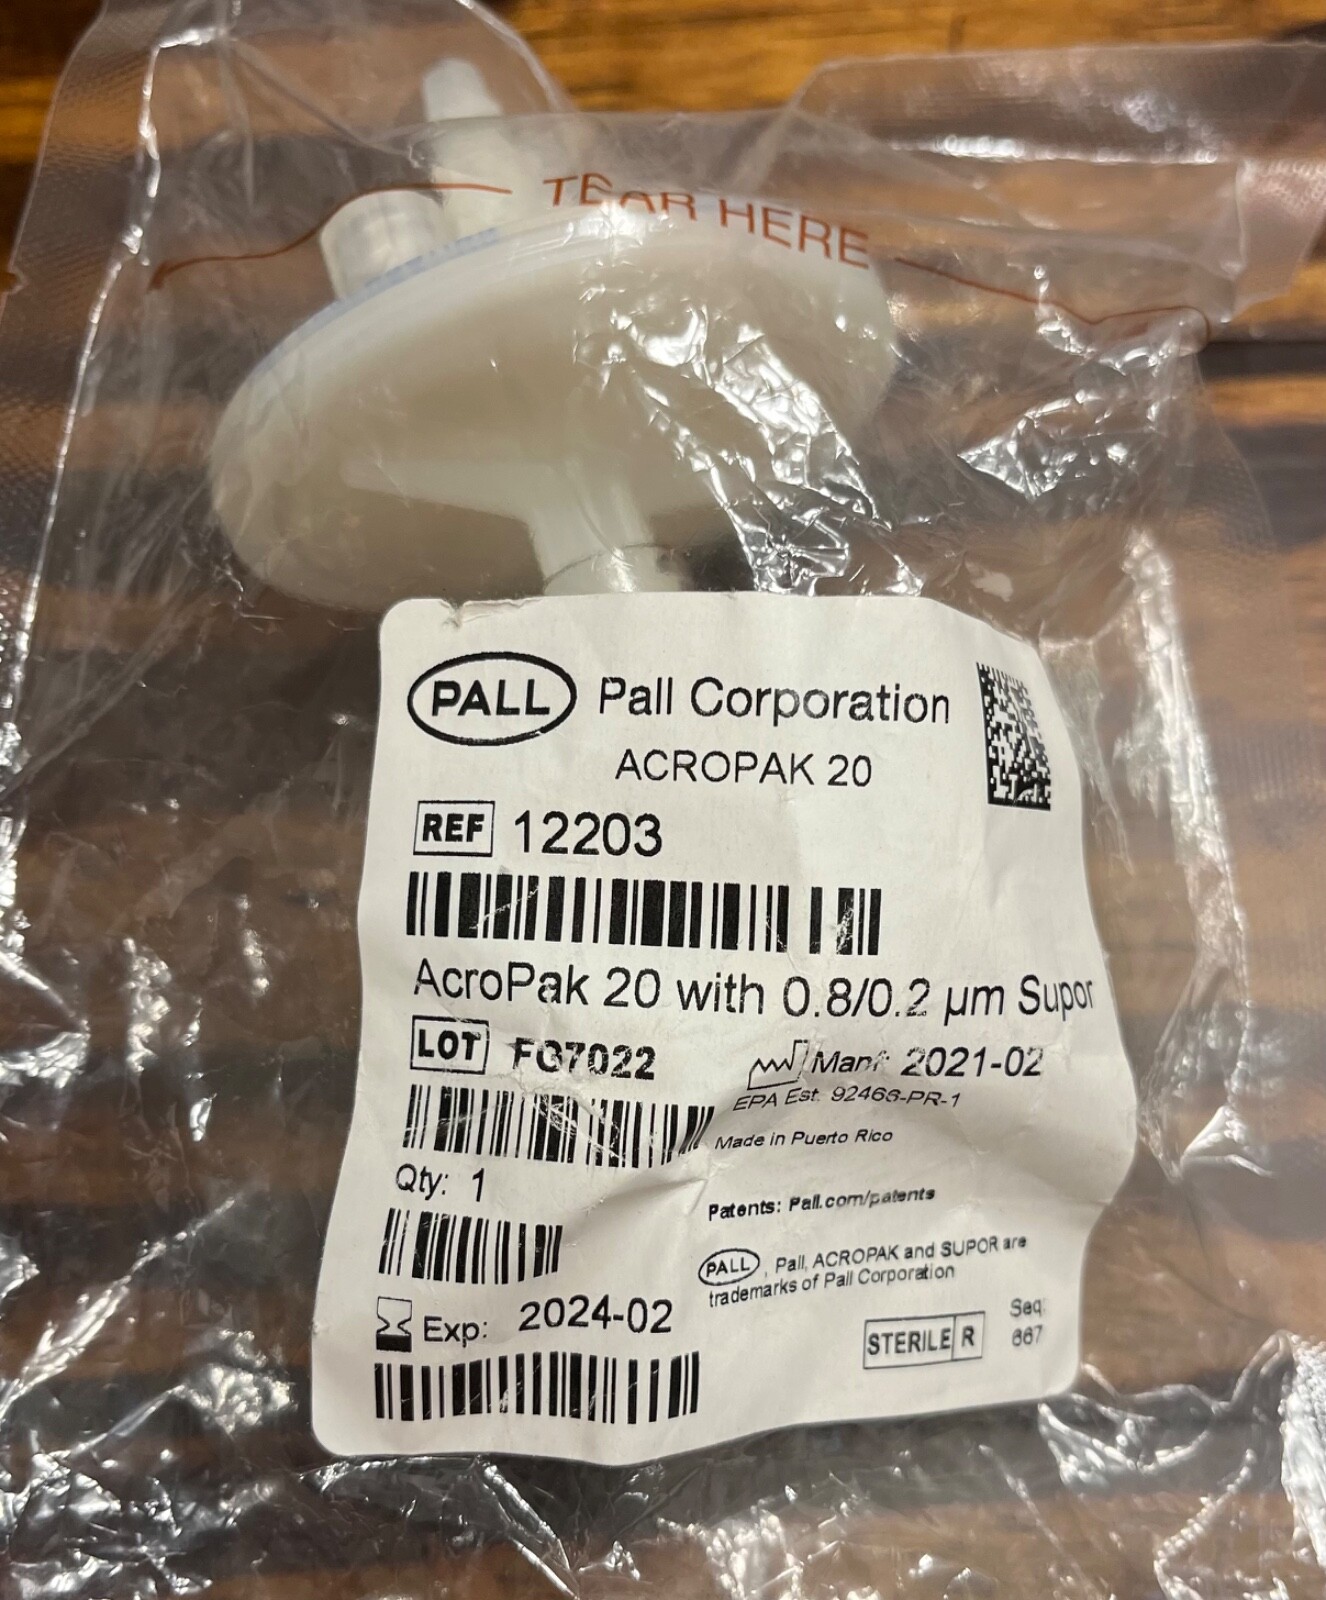 TEAR HERE
PALL Pall Corporation
ACROPAK 20
REF 12203
AcroPak 20 with 0.8/0.2 µm Supor
LOT FG7022
Manf: 2021-02
EPA Est. 92466-PR-1
Made in Puerto Rico
Qty: 1
Patents: Pall.com/patents
PALL, Pall, ACROPAK and SUPOR are
trademarks of Pall Corporation
Exp: 2024-02
STERILE R
Seq:
667